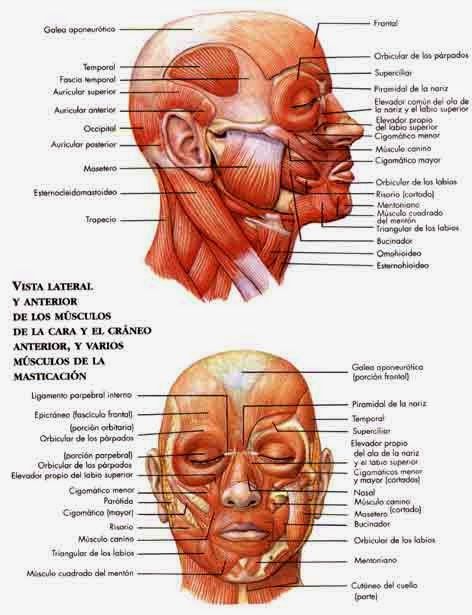 Galea aponeurótica
Temporal
Fascia temporal
Auricular superior
Auricular anterior
Occipital
Auricular posterior
Masetero
Esternocleidomastoideo
Trapecio
Frontal
Orbicular de los párpados
Superciliar
Piramidal de la nariz
Elevador común del ala de
la nariz y el labio superior
Elevador propio
del labio superior
Cigomático menor
Músculo canino
Cigomático mayor
Orbicular de los labios
Risorio (cortado)
Mentoniano
Músculo cuadrado
del mentón
Triangular de los labios
Bucinador
Omohioideo
Esternohioideo
VISTA LATERAL
Y ANTERIOR
DE LOS MÚSCULOS
DE LA CARA Y EL CRÁNEO
ANTERIOR, Y VARIOS
MÚSCULOS DE LA
MASTICACIÓN
Ligamento parpebral interno
Epicráneo (fascículo frontal)
(porción orbitaria)
Orbicular de los párpados
(porción parpebral)
Orbicular de los párpados
Elevador propio del labio superior
Cigomático menor
Parótida
Cigomática (mayor)
Risorio
Músculo canino
Triangular de los labios
Músculo cuadrado del mentón
Galea aponeurótica
(porción frontal)
Piramidal de la nariz
Temporal
Superciliar
Elevador propio
del ala de la nariz
y el labio superior
Cigomáticos menor
y mayor (cortados)
Nasal
Músculo canino
Masetero (cortado)
Bucinador
Orbicular de los labios
Mentoniano
Cutáneo del cuello
(parte)